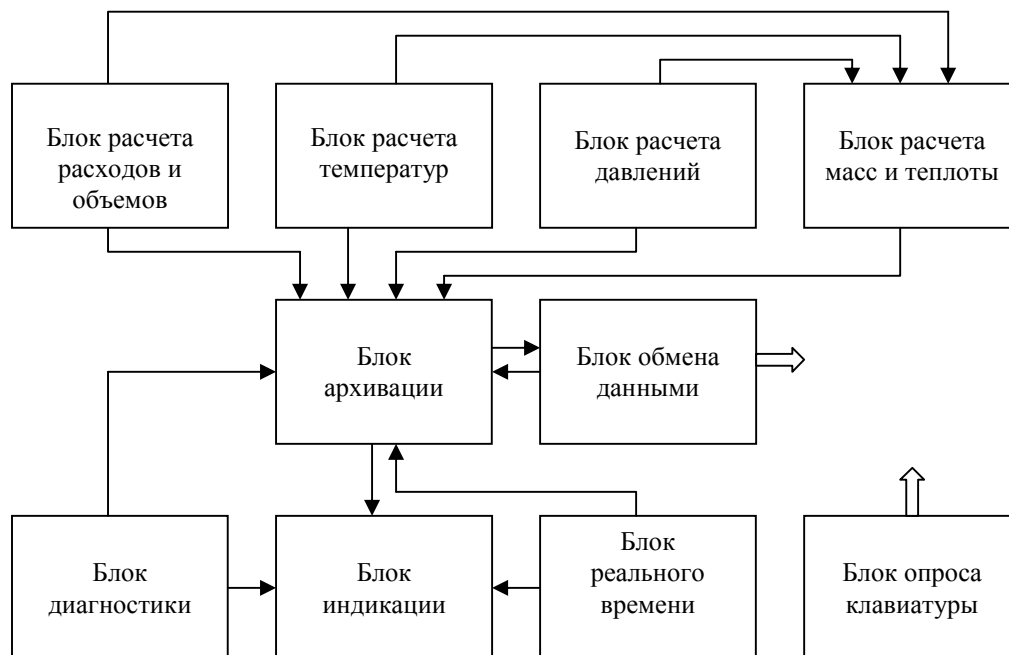 Блок расчета
расходов и
объемов
Блок расчета
температур
Блок расчета
давлений
Блок расчета
масс и теплоты
Блок
архивации
Блок обмена
данными
Блок
диагностики
Блок
индикации
Блок
реального
времени
Блок опроса
клавиатуры